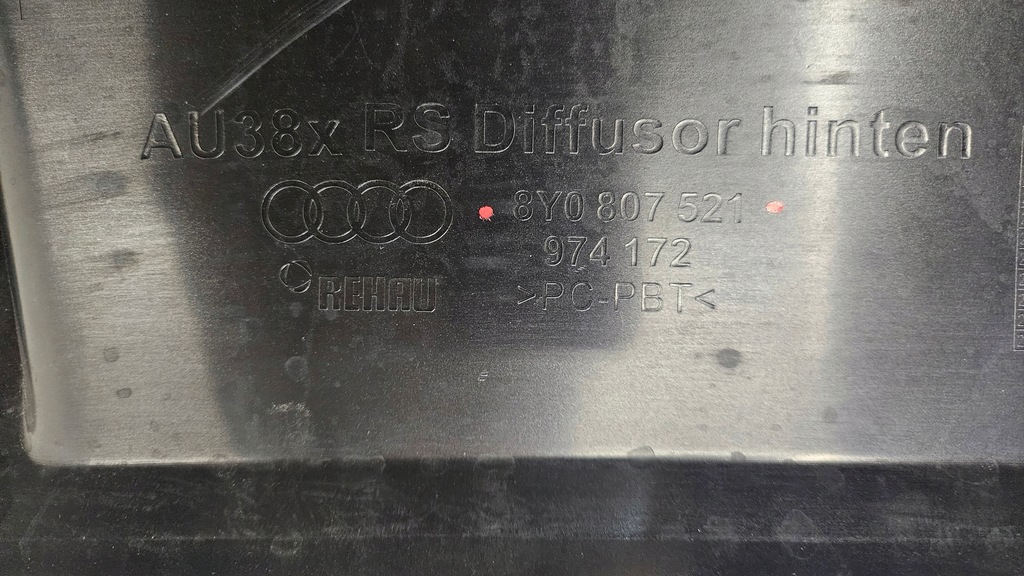 AU38x RS Diffusor hinten
8Y0 807 521
974 172
REHAU >PC-PBT<